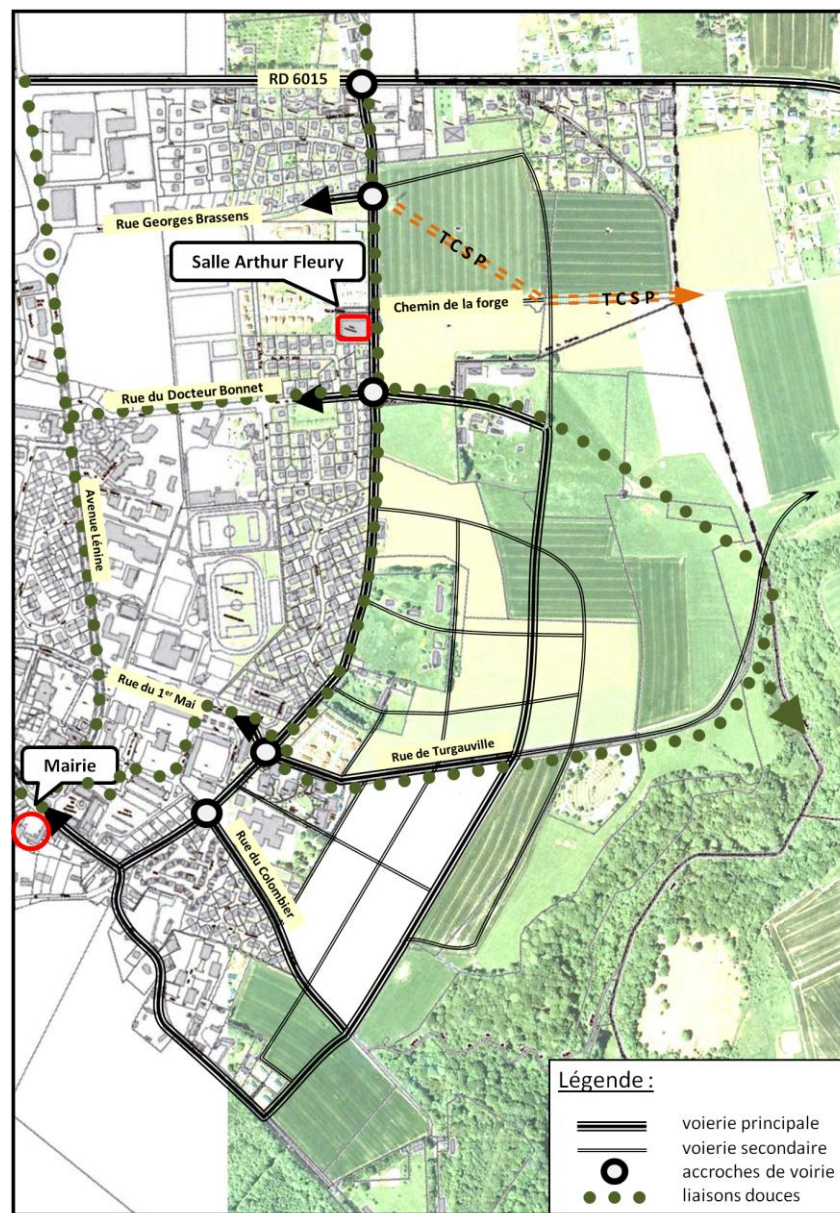 RD 6015
Rue Georges Brassens
TCSP
Salle Arthur Fleury
Chemin de la forge
TCSP
Rue du Docteur Bonnet
Avenue Lénine
Rue du 1er Mai
Rue de Turgauville
Mairie
Rue du Colombier
Légende :
voierie principale
voierie secondaire
accroches de voirie
liaisons douces